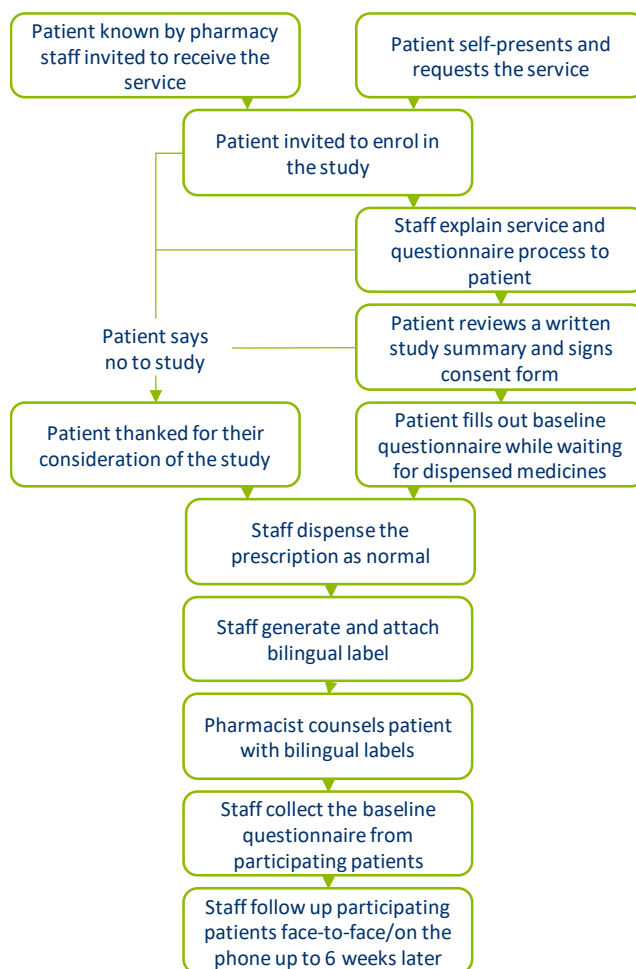 Patient known by pharmacy
staff invited to receive the
service
Patient self-presents and
requests the service
Patient invited to enrol in
the study
Staff explain service and
questionnaire process to
patient
Patient says
no to study
Patient reviews a written
study summary and signs
consent form
Patient thanked for their
consideration of the study
Patient fills out baseline
questionnaire while waiting
for dispensed medicines
Staff dispense the
prescription as normal
Staff generate and attach
bilingual label
Pharmacist counsels patient
with bilingual labels
Staff collect the baseline
questionnaire from
participating patients
Staff follow up participating
patients face-to-face/on the
phone up to 6 weeks later